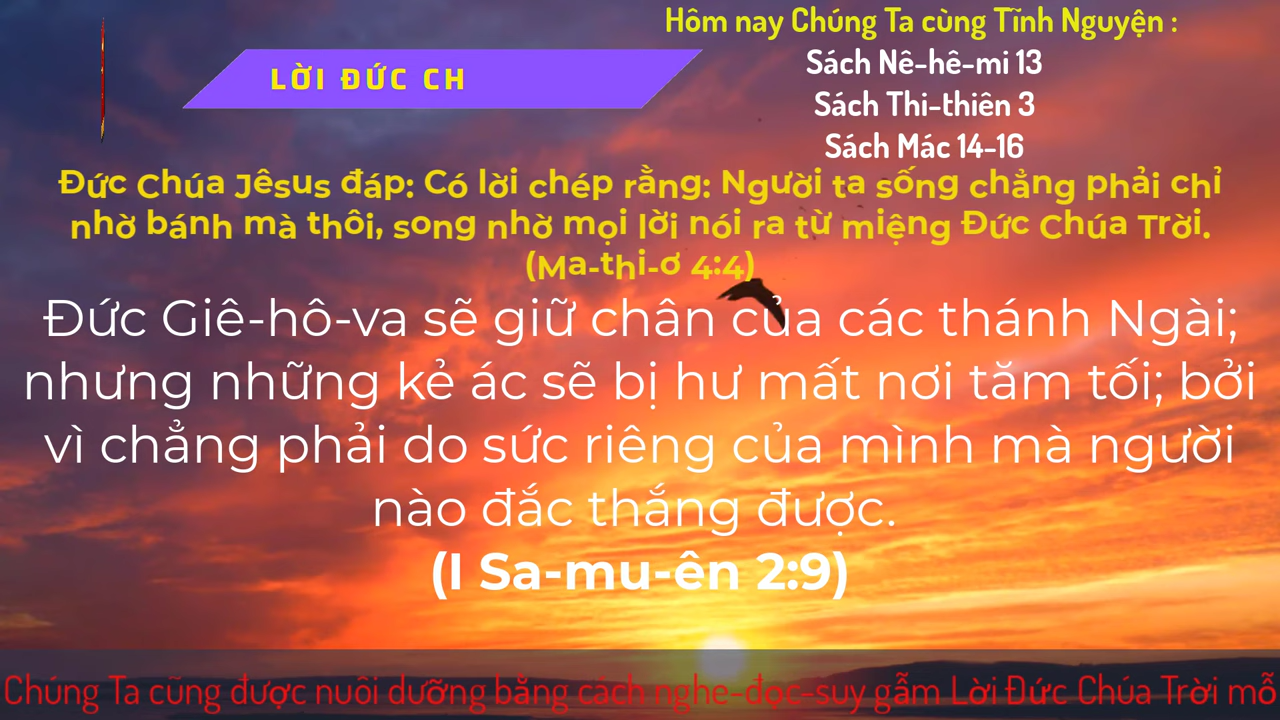 Hôm nay Chúng Ta cùng Tĩnh Nguyện :
Sách Nê-hê-mi 13
Sách Thi-thiên 3
Sách Mác 14-16
LỜI ĐỨC CH
Đức Chúa Jêsus đáp: Có lời chép rằng: Người ta sống chẳng phải chỉ
nhờ bánh mà thôi, song nhờ mọi lời nói ra từ miệng Đức Chúa Trời.
(Ma-thi-ơ 4:4)
Đức Giê-hô-va sẽ giữ chân của các thánh Ngài;
nhưng những kẻ ác sẽ bị hư mất nơi tăm tối; bởi
vì chẳng phải do sức riêng của mình mà người
nào đắc thắng được.
(I Sa-mu-ên 2:9)
Chúng Ta cũng được nuôi dưỡng bằng cách nghe-đọc-suy gẫm Lời Đức Chúa Trời mỗ